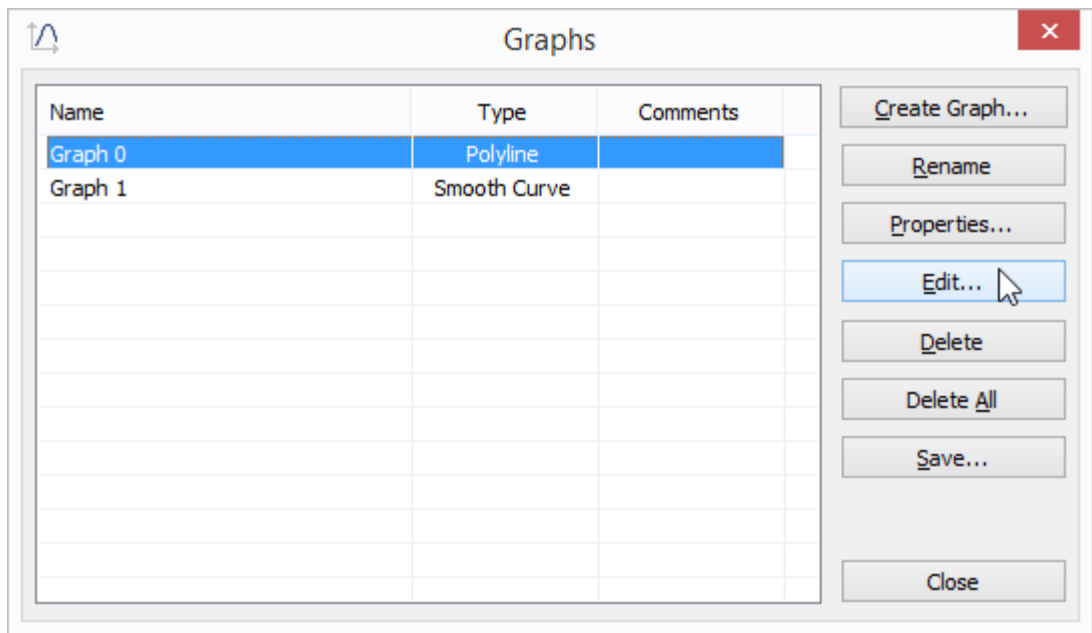 Graphs
Name Type Comments
Graph 0 Polyline
Graph 1 Smooth Curve
Create Graph...
Rename
Properties...
Edit...
Delete
Delete All
Save...
Close